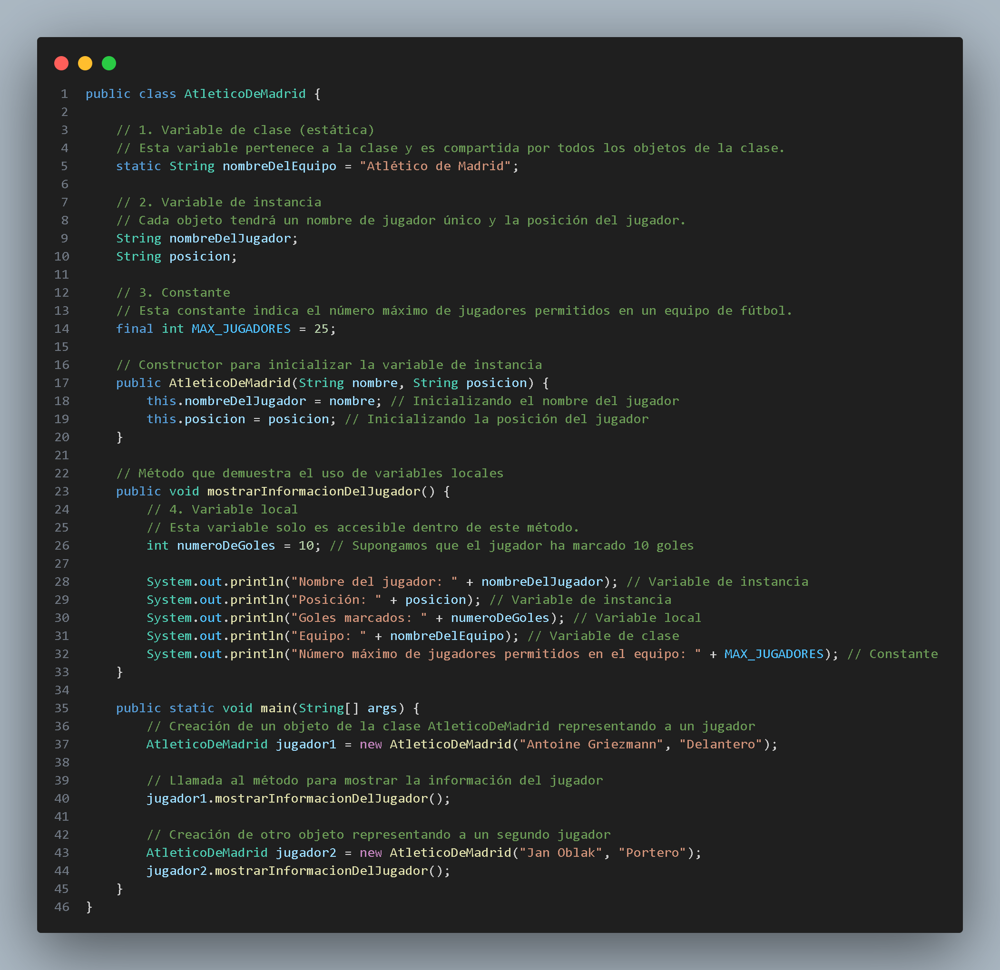 1 public class AtleticoDeMadrid {
2
3     // 1. Variable de clase (estática)
4     // Esta variable pertenece a la clase y es compartida por todos los objetos de la clase.
5     static String nombreDelEquipo = "Atlético de Madrid";
6
7     // 2. Variable de instancia
8     // Cada objeto tendrá un nombre de jugador único y la posición del jugador.
9     String nombreDelJugador;
10     String posicion;
11
12     // 3. Constante
13     // Esta constante indica el número máximo de jugadores permitidos en un equipo de fútbol.
14     final int MAX_JUGADORES = 25;
15
16     // Constructor para inicializar la variable de instancia
17     public AtleticoDeMadrid(String nombre, String posicion) {
18         this.nombreDelJugador = nombre; // Inicializando el nombre del jugador
19         this.posicion = posicion; // Inicializando la posición del jugador
20     }
21
22     // Método que demuestra el uso de variables locales
23     public void mostrarInformacionDelJugador() {
24         // 4. Variable local
25         // Esta variable solo es accesible dentro de este método.
26         int numeroDeGoles = 10; // Supongamos que el jugador ha marcado 10 goles
27
28         System.out.println("Nombre del jugador: " + nombreDelJugador); // Variable de instancia
29         System.out.println("Posición: " + posicion); // Variable de instancia
30         System.out.println("Goles marcados: " + numeroDeGoles); // Variable local
31         System.out.println("Equipo: " + nombreDelEquipo); // Variable de clase
32         System.out.println("Número máximo de jugadores permitidos en el equipo: " + MAX_JUGADORES); // Constante
33     }
34
35     public static void main(String[] args) {
36         // Creación de un objeto de la clase AtleticoDeMadrid representando a un jugador
37         AtleticoDeMadrid jugador1 = new AtleticoDeMadrid("Antoine Griezmann", "Delantero");
38
39         // Llamada al método para mostrar la información del jugador
40         jugador1.mostrarInformacionDelJugador();
41
42         // Creación de otro objeto representando a un segundo jugador
43         AtleticoDeMadrid jugador2 = new AtleticoDeMadrid("Jan Oblak", "Portero");
44         jugador2.mostrarInformacionDelJugador();
45     }
46 }